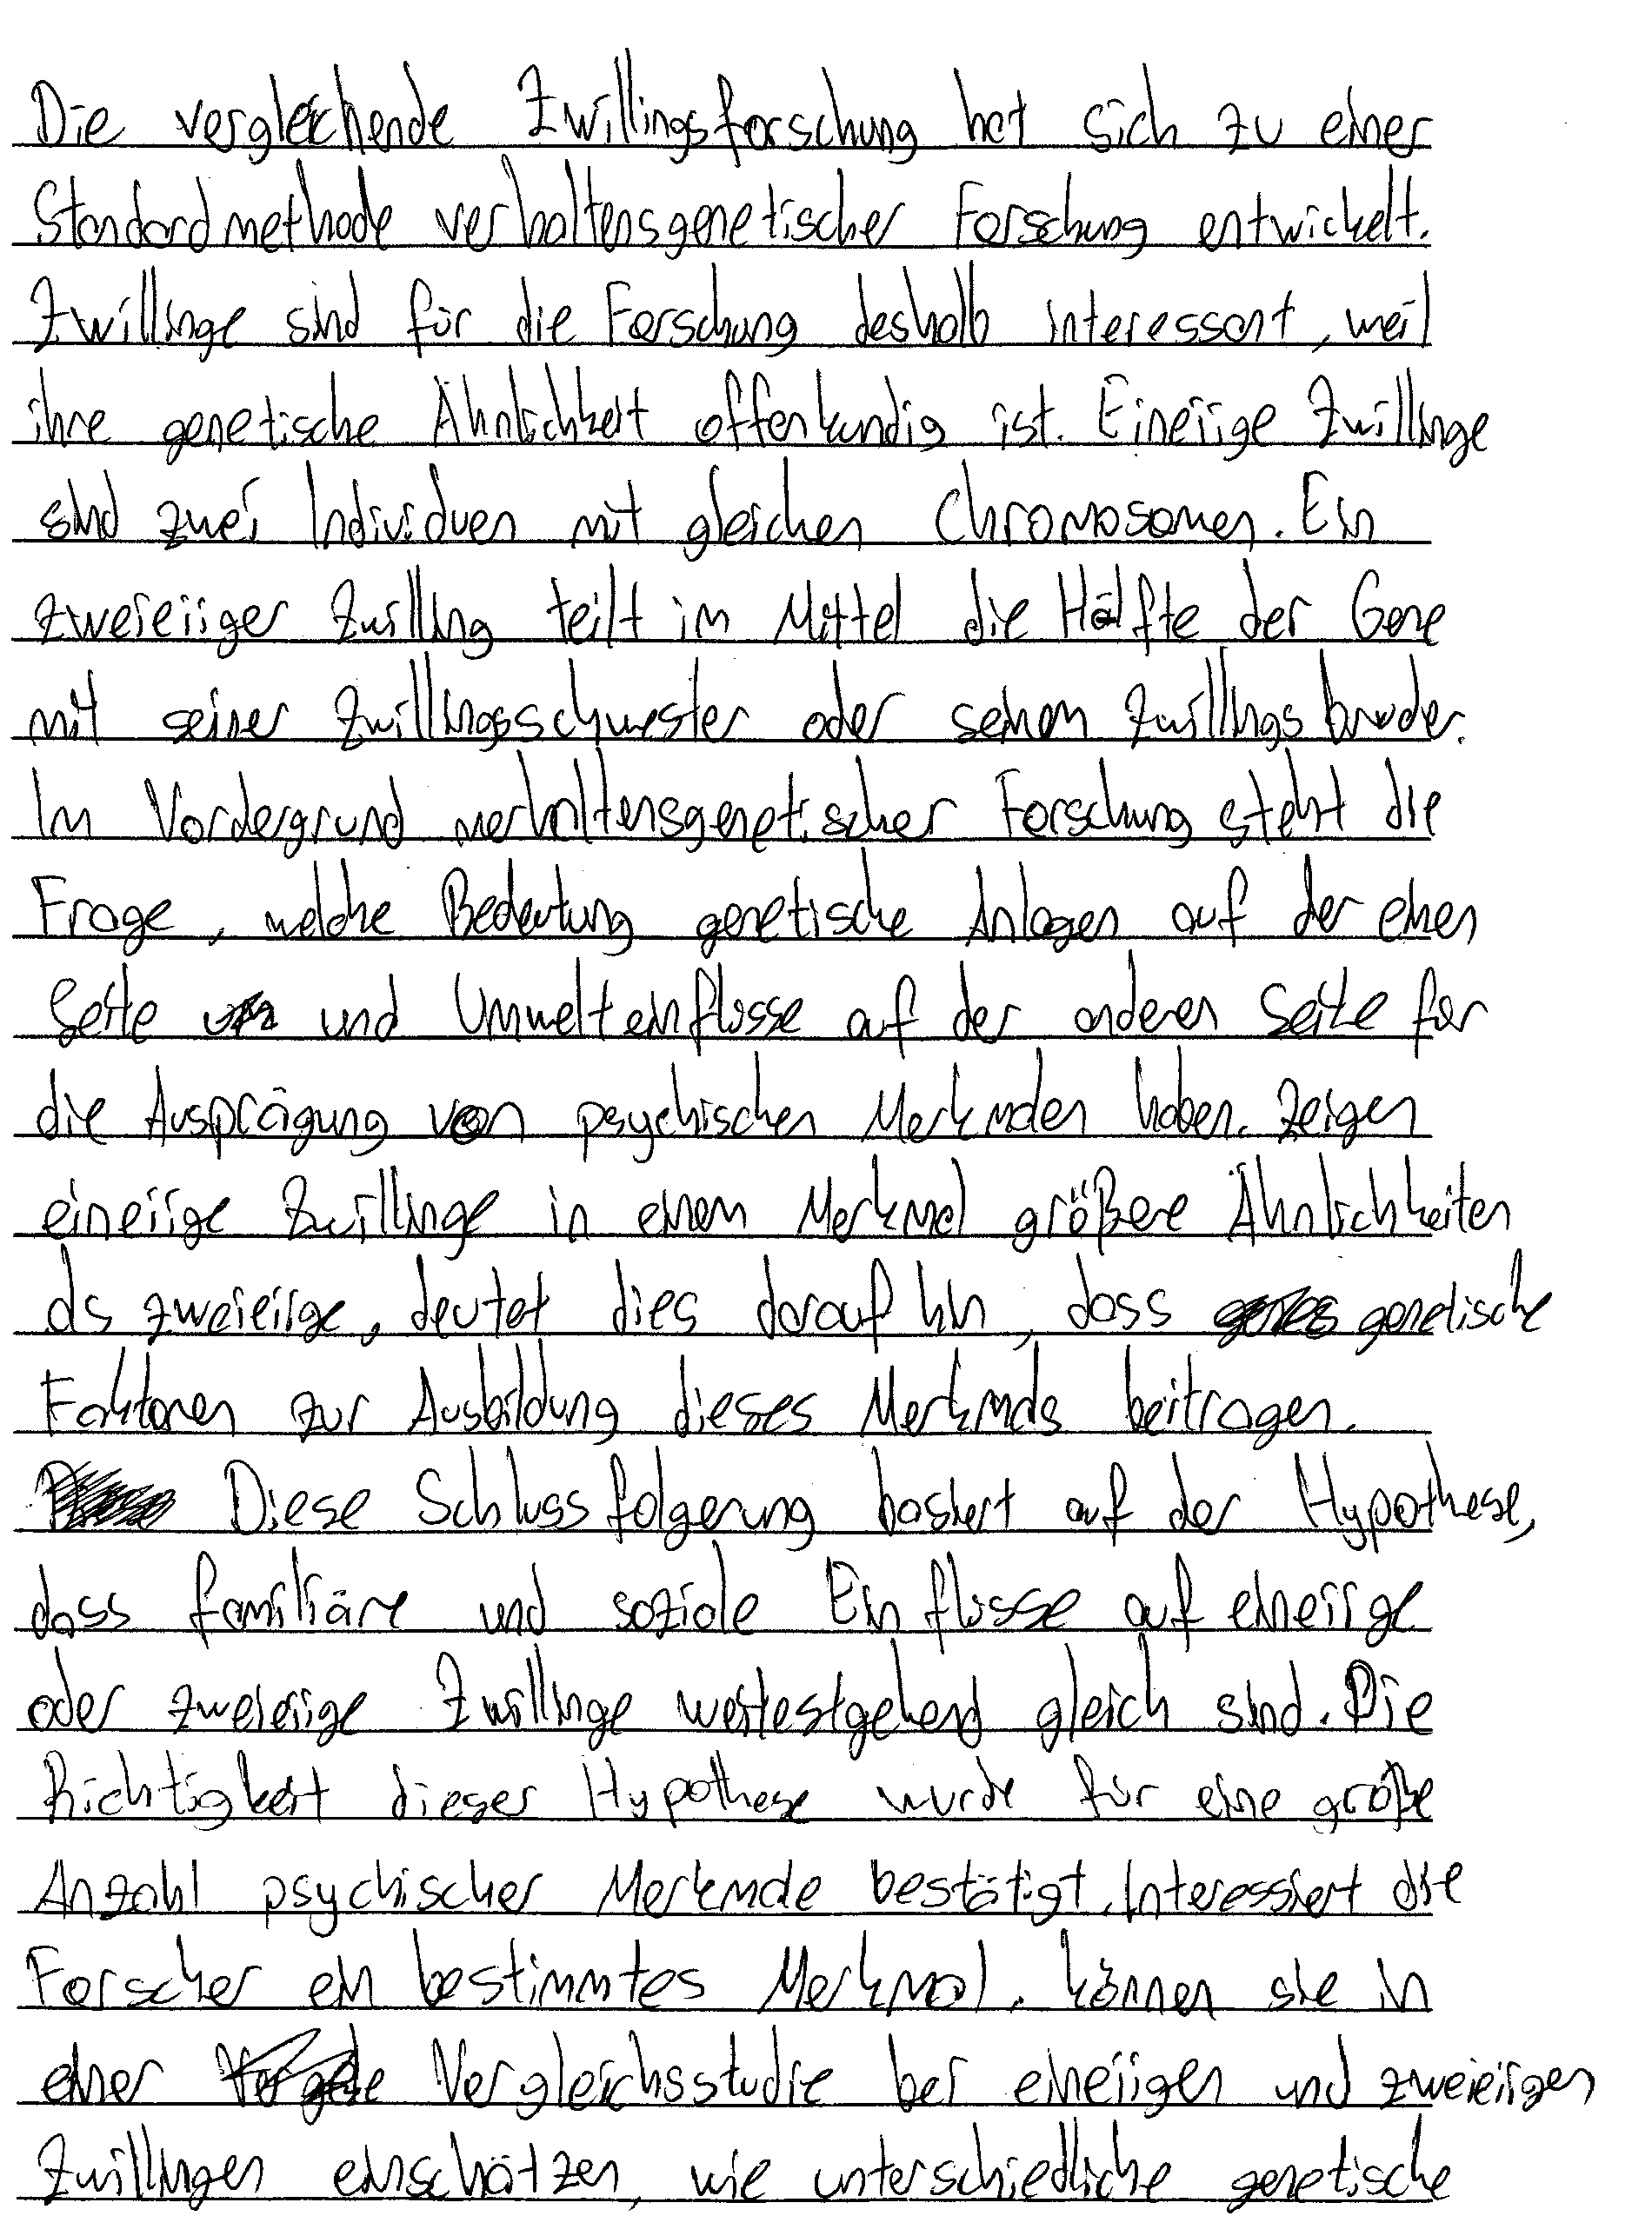 Die vergleichende Zwillingsforschung hat sich zu einer
Standardmethode verhaltensgenetischer Forschung entwickelt.
Zwillinge sind für die Forschung deshalb interessant, weil
ihre genetische Ähnlichkeit offenkundig ist. Eineiige Zwillinge
sind zwei Individuen mit gleichen Chromosomen. Ein
zweieiiger Zwilling teilt im Mittel die Hälfte der Gene
mit seiner Zwillingsschwester oder seinem Zwillingsbruder.
Im Vordergrund verhaltensgenetischer Forschung steht die
Frage, welche Bedeutung genetische Anlagen auf der einen
Seite und Umwelteinflüsse auf der anderen Seite für
die Ausprägung von psychischen Merkmalen haben. Zeigen
eineiige Zwillinge in einem Merkmal größere Ähnlichkeiten
als zweieiige, deutet dies darauf hin, dass genetische
Faktoren zur Ausbildung dieses Merkmals beitragen.
Diese Schlussfolgerung basiert auf der Hypothese,
dass familiäre und soziale Einflüsse auf eineiige
oder zweieiige Zwillinge weitestgehend gleich sind. Die
Richtigkeit dieser Hypothese wurde für eine große
Anzahl psychischer Merkmale bestätigt. Interessiert die
Forscher ein bestimmtes Merkmal, können sie in
einer Vergleichsstudie bei eineiigen und zweieiigen
Zwillingen einschätzen, wie unterschiedliche genetische